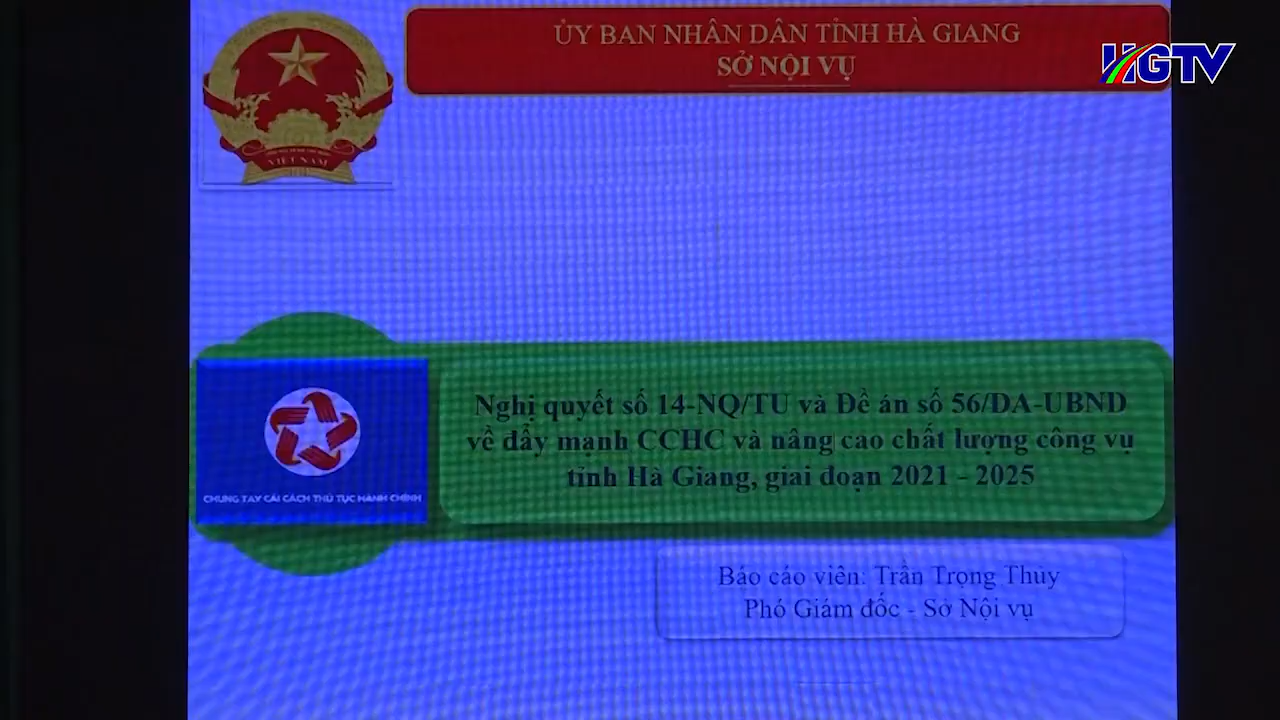 ỦY BAN NHÂN DÂN TỈNH HÀ GIANG
SỞ NỘI VỤ
HGTV
VIỆT NAM
Nghị quyết số 14-NQ/TU và Đề án số 56/DA-UBND
về đẩy mạnh CCHC và nâng cao chất lượng công vụ
tỉnh Hà Giang, giai đoạn 2021 - 2025
CHUNG TAY CẢI CÁCH THỦ TỤC HÀNH CHÍNH
Báo cáo viên: Trần Trọng Thủy
Phó Giám đốc - Sở Nội vụ